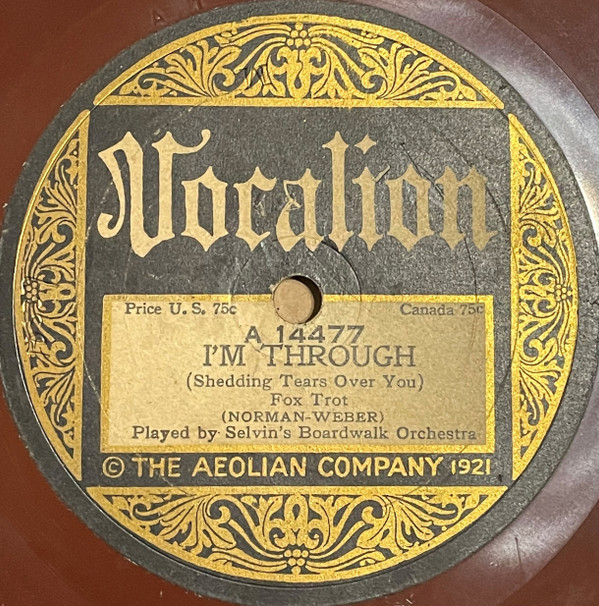 Vocalion
Price U. S. 75c Canada 75c
A 14477
I'M THROUGH
(Shedding Tears Over You)
Fox Trot
(NORMAN-WEBER)
Played by Selvin's Boardwalk Orchestra
© THE AEOLIAN COMPANY 1921